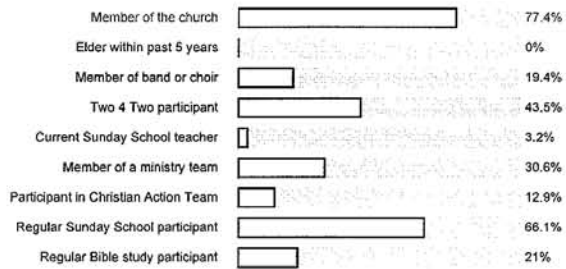 Member of the church 77.4%
Elder within past 5 years 0%
Member of band or choir 19.4%
Two 4 Two participant 43.5%
Current Sunday School teacher 3.2%
Member of a ministry team 30.6%
Participant in Christian Action Team 12.9%
Regular Sunday School participant 66.1%
Regular Bible study participant 21%